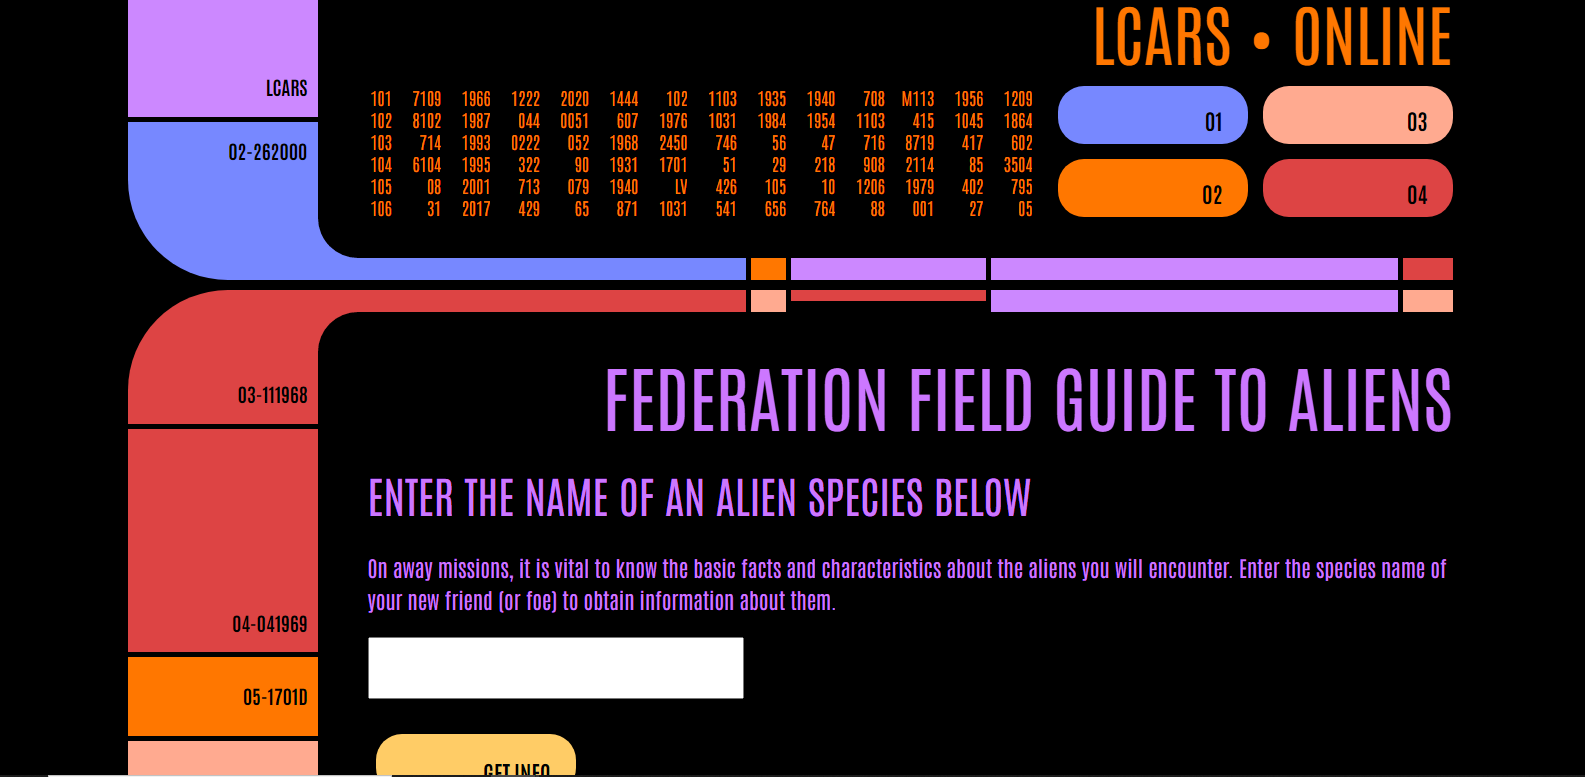 LCARS • ONLINE
LCARS
02-262000
101 7109 1966 1222 2020 1444 102 1103 1935 1940 708 M113 1956 1209
102 8102 1987 044 0051 607 1976 1031 1984 1954 1103 415 1045 1864
103 714 1993 0222 052 1968 2450 746 56 47 716 8719 417 602
104 6104 1995 322 90 1931 1701 51 29 218 908 2114 85 3504
105 08 2001 713 079 1940 LV 426 105 10 1206 1979 402 795
106 31 2017 429 65 871 1031 541 656 764 88 001 27 05
01
03
02
04
03-111968
FEDERATION FIELD GUIDE TO ALIENS
ENTER THE NAME OF AN ALIEN SPECIES BELOW
On away missions, it is vital to know the basic facts and characteristics about the aliens you will encounter. Enter the species name of
your new friend (or foe) to obtain information about them.
04-041969
05-1701D
GET INFO